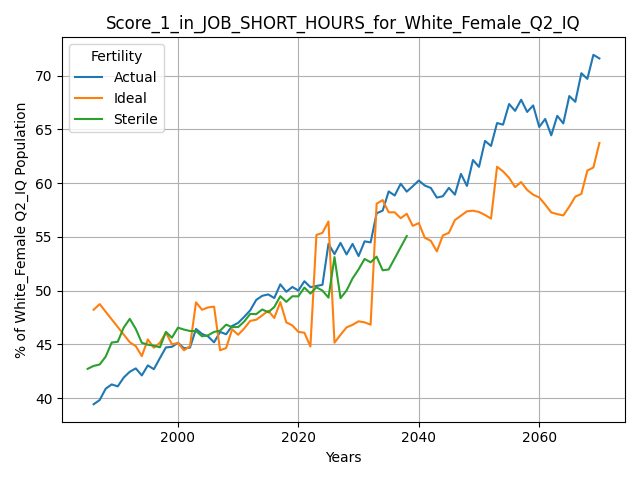 Score_1_in_JOB_SHORT_HOURS_for_White_Female_Q2_IQ
Fertility
Actual
Ideal
Sterile
% of White_Female Q2_IQ Population
70
65
60
55
50
45
40
2000
2020
2040
2060
Years